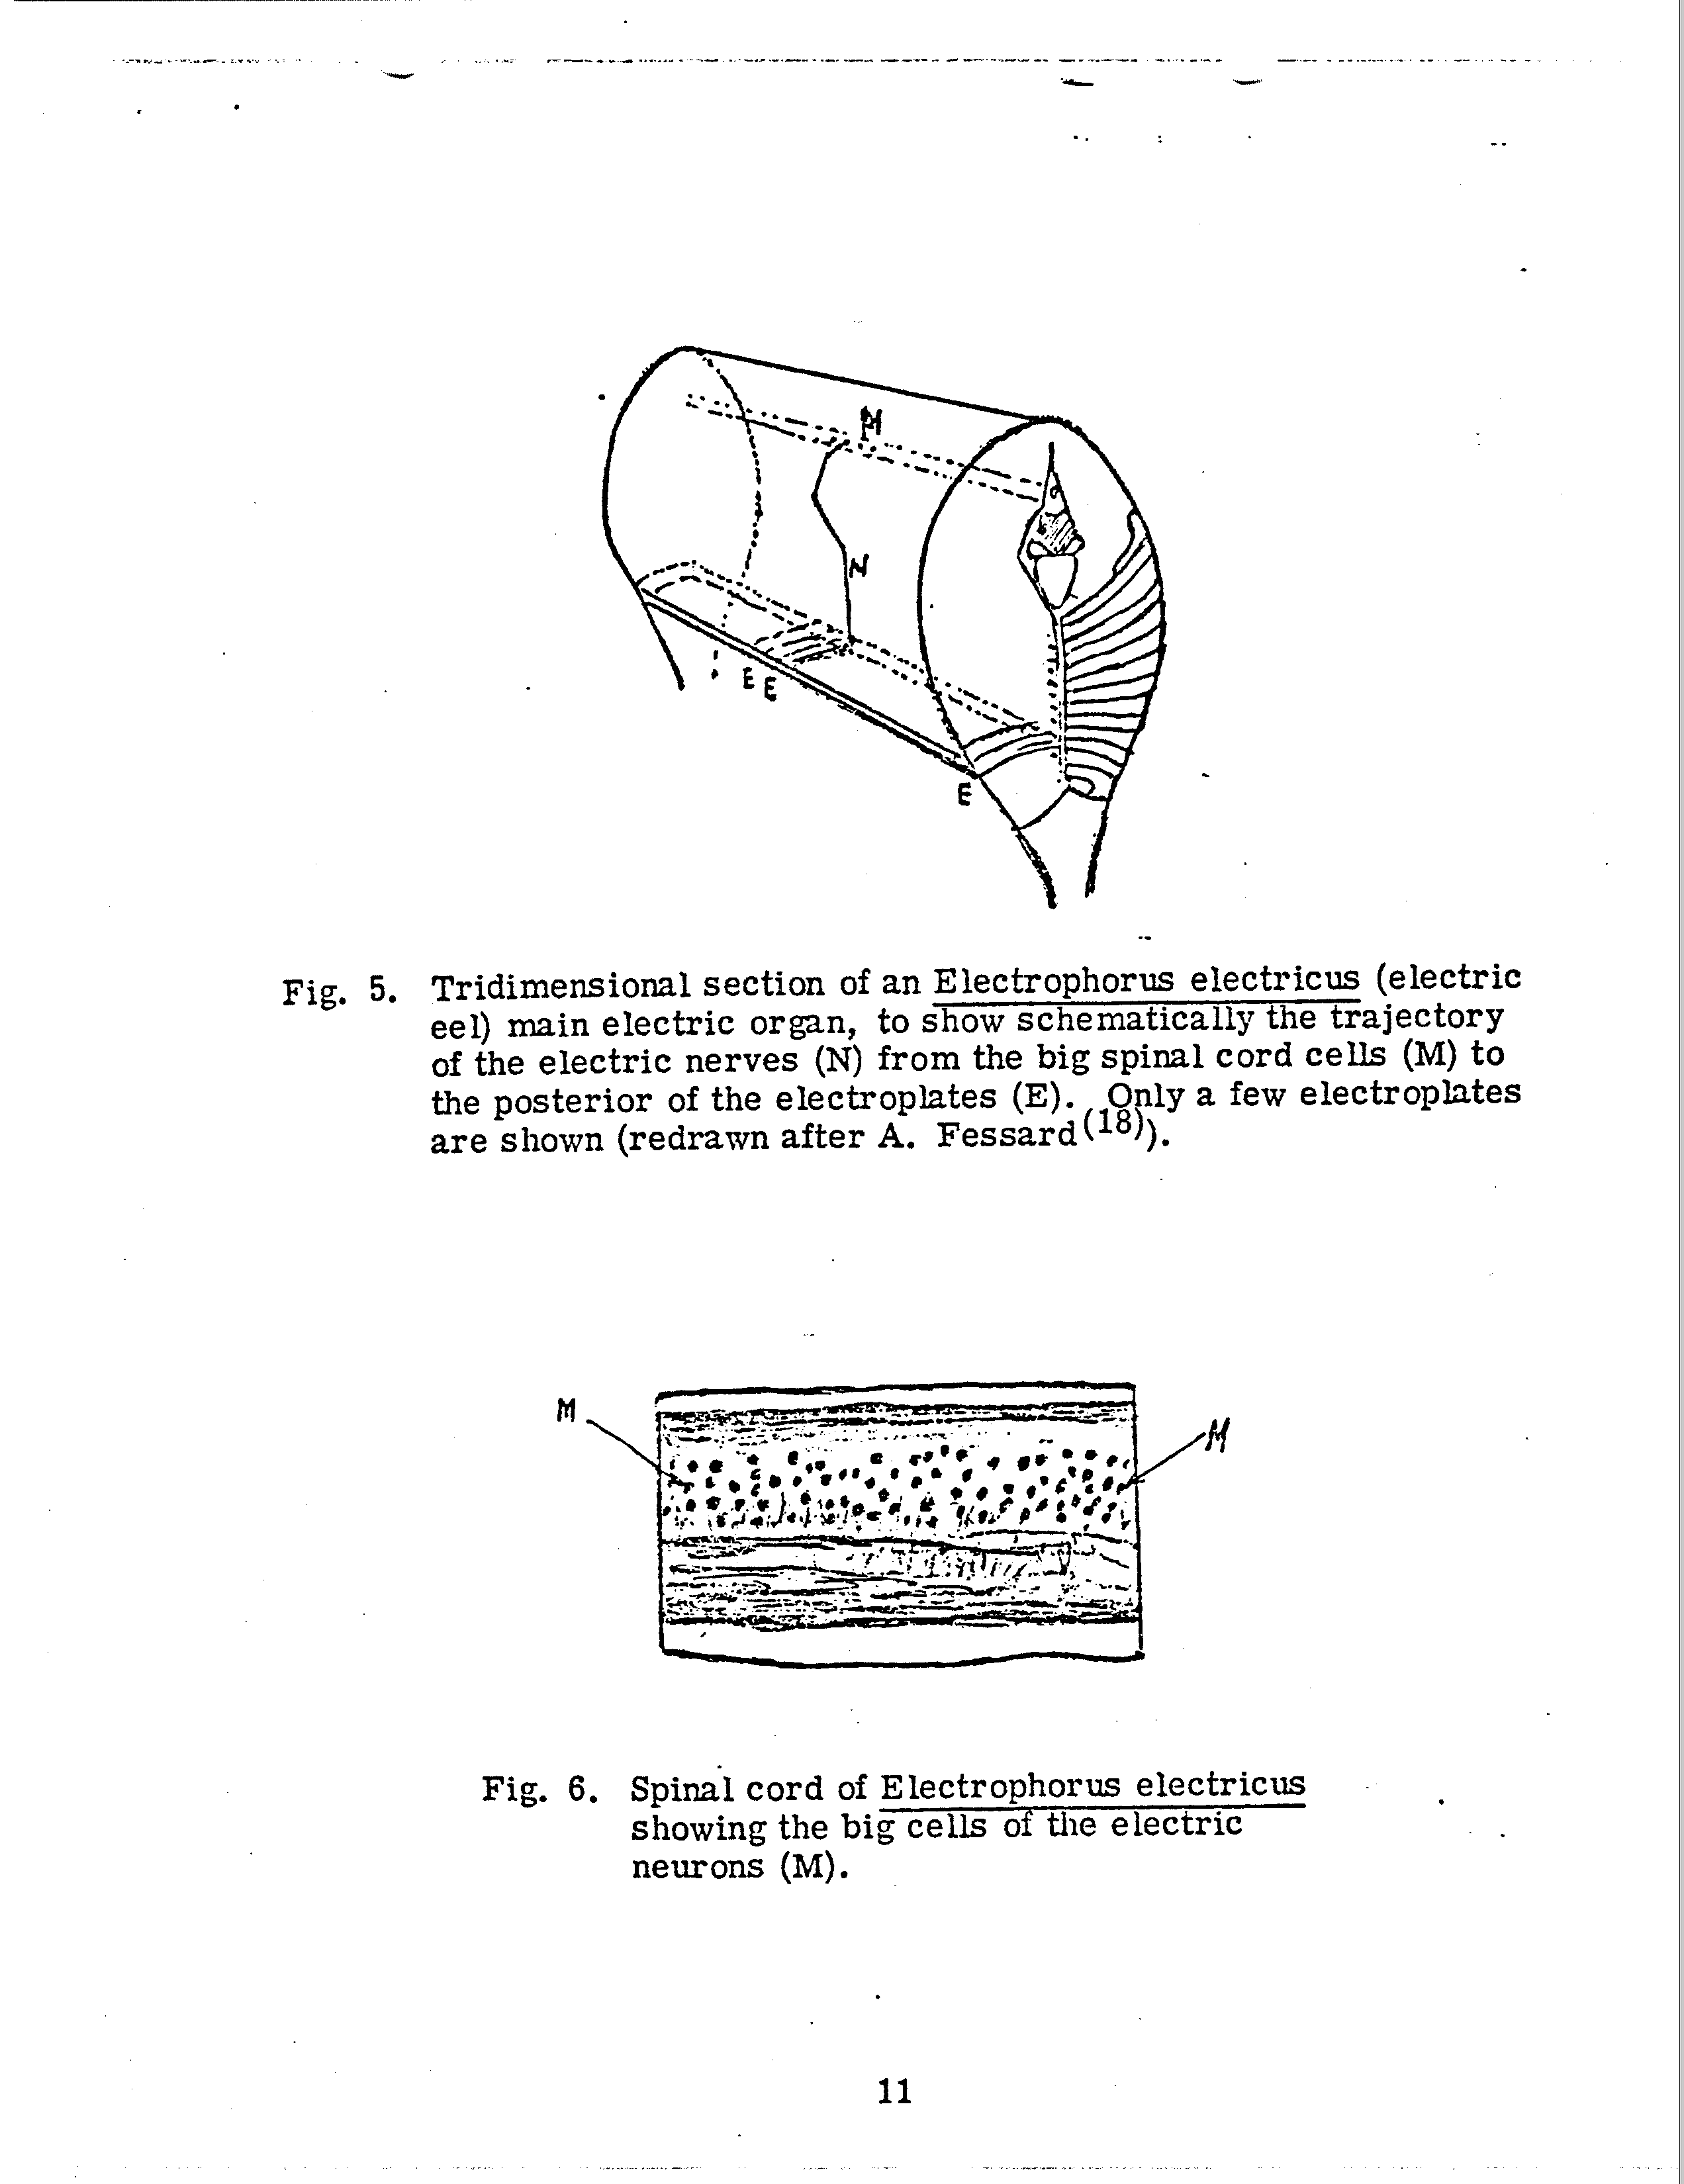 M
N
E E
E
Fig. 5. Tridimensional section of an Electrophorus electricus (electric
eel) main electric organ, to show schematically the trajectory
of the electric nerves (N) from the big spinal cord cells (M) to
the posterior of the electroplates (E). Only a few electroplates
are shown (redrawn after A. Fessard(18)).
M
M
Fig. 6. Spinal cord of Electrophorus electricus
showing the big cells of the electric
neurons (M).
11